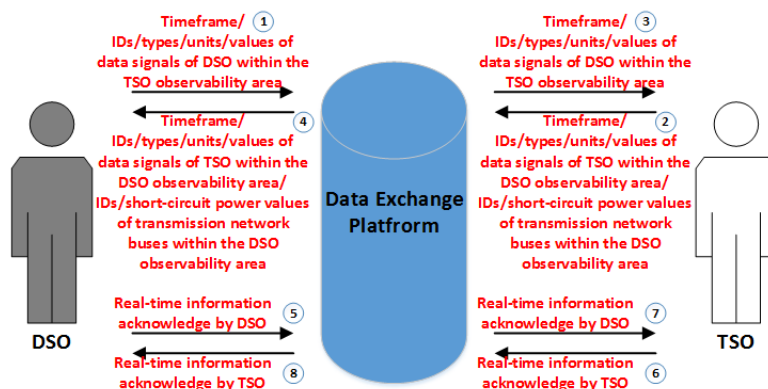 Timeframe/ 1
IDs/types/units/values of
data signals of DSO within the
TSO observability area
Timeframe/ 4
IDs/types/units/values of
data signals of TSO within the
DSO observability area/
IDs/short-circuit power values
of transmission network
buses within the DSO
observability area
Real-time information 5
acknowledge by DSO
Real-time information
acknowledge by TSO 8
DSO
Data Exchange
Platfrorm
Timeframe/ 3
IDs/types/units/values of
data signals of DSO within the
TSO observability area
Timeframe/ 2
IDs/types/units/values of
data signals of TSO within the
DSO observability area/
IDs/short-circuit power values
of transmission network
buses within the DSO
observability area
Real-time information 7
acknowledge by DSO
Real-time information
acknowledge by TSO 6
TSO